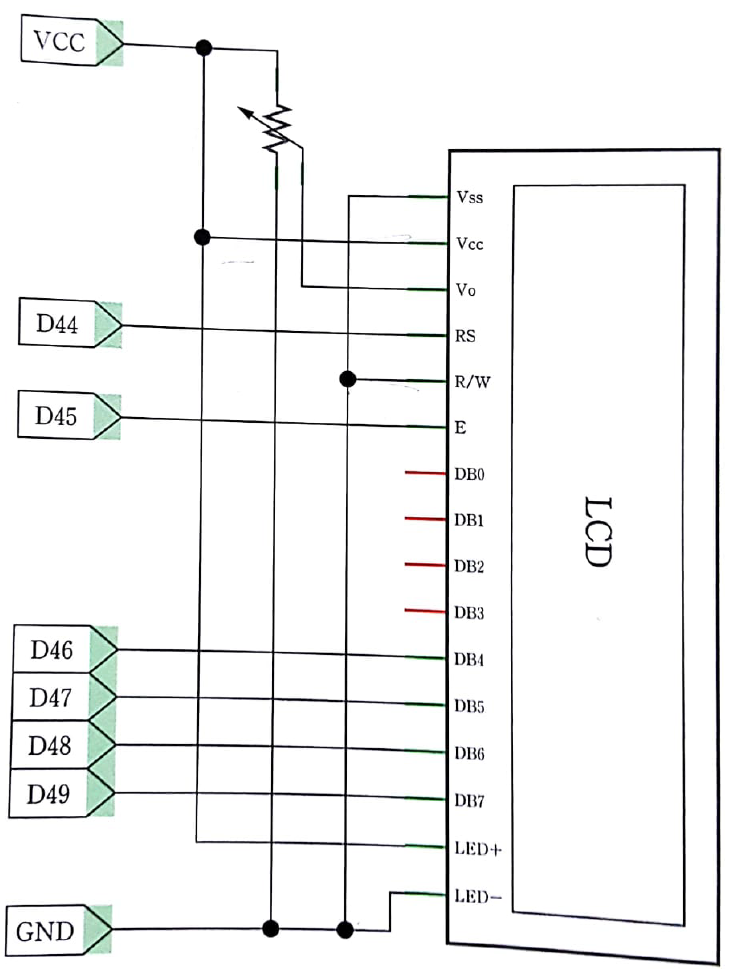 VCC
Vss
Vcc
Vo
D44
RS
R/W
D45
E
DB0
DB1
LCD
DB2
DB3
D46
DB4
D47
DB5
D48
DB6
D49
DB7
LED+
LED−
GND